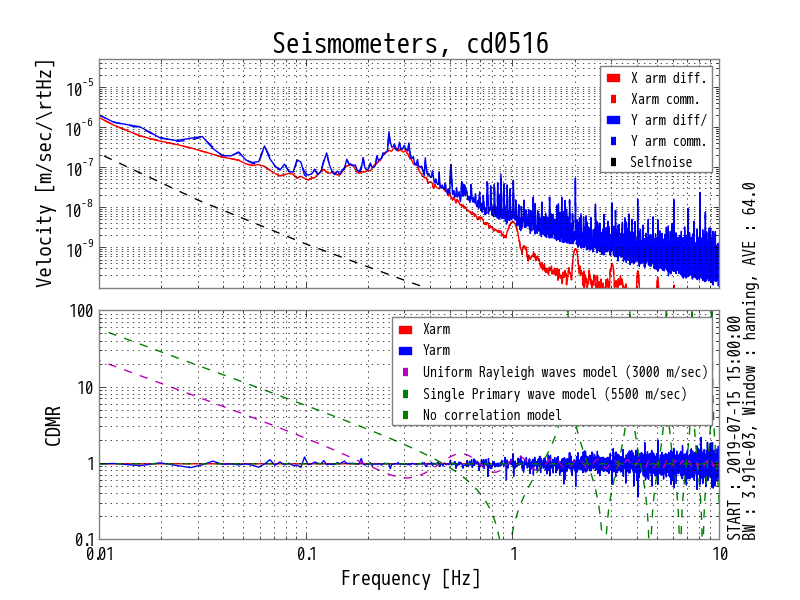 Seismometers, cd0516
Velocity [m/sec/\rtHz]
10^-5
10^-6
10^-7
10^-8
10^-9
X arm diff.
Xarm comm.
Y arm diff/
Y arm comm.
Selfnoise
CDMR
100
10
1
0.1
Xarm
Yarm
Uniform Rayleigh waves model (3000 m/sec)
Single Primary wave model (5500 m/sec)
No correlation model
0.01
0.1
1
10
Frequency [Hz]
START : 2019-07-15 15:00:00
BW : 3.91e-03, Window : hanning, AVE : 64.0